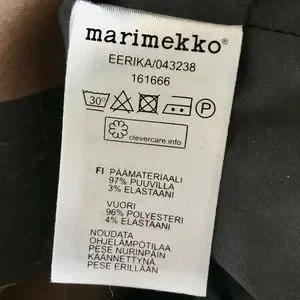 marimekko®
EERIKA/043238
161666
30°
P
clevercare.info
FI PÄÄMATERIAALI
97% PUUVILLA
3% ELASTAANI
VUORI
96% POLYESTERI
4% ELASTAANI
NOUDATA
OHJELÄMPÖTILAA
PESE NURINPÄIN
KÄÄNNETTYNÄ
PESE ERILLÄÄN